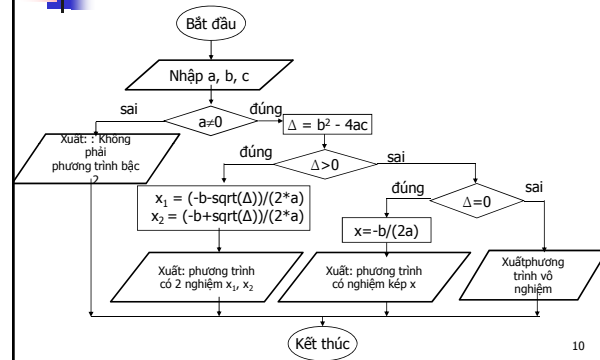 Bắt đầu
Nhập a, b, c
sai
a≠0
đúng
Δ = b² - 4ac
Xuất: : Không
phải
phương trình bậc
2
đúng
Δ>0
sai
x₁ = (-b-sqrt(Δ))/(2*a)
x₂ = (-b+sqrt(Δ))/(2*a)
đúng
Δ=0
sai
x=-b/(2a)
Xuất: phương trình
có 2 nghiệm x₁, x₂
Xuất: phương trình
có nghiệm kép x
Xuấtphương
trình vô
nghiệm
Kết thúc
10